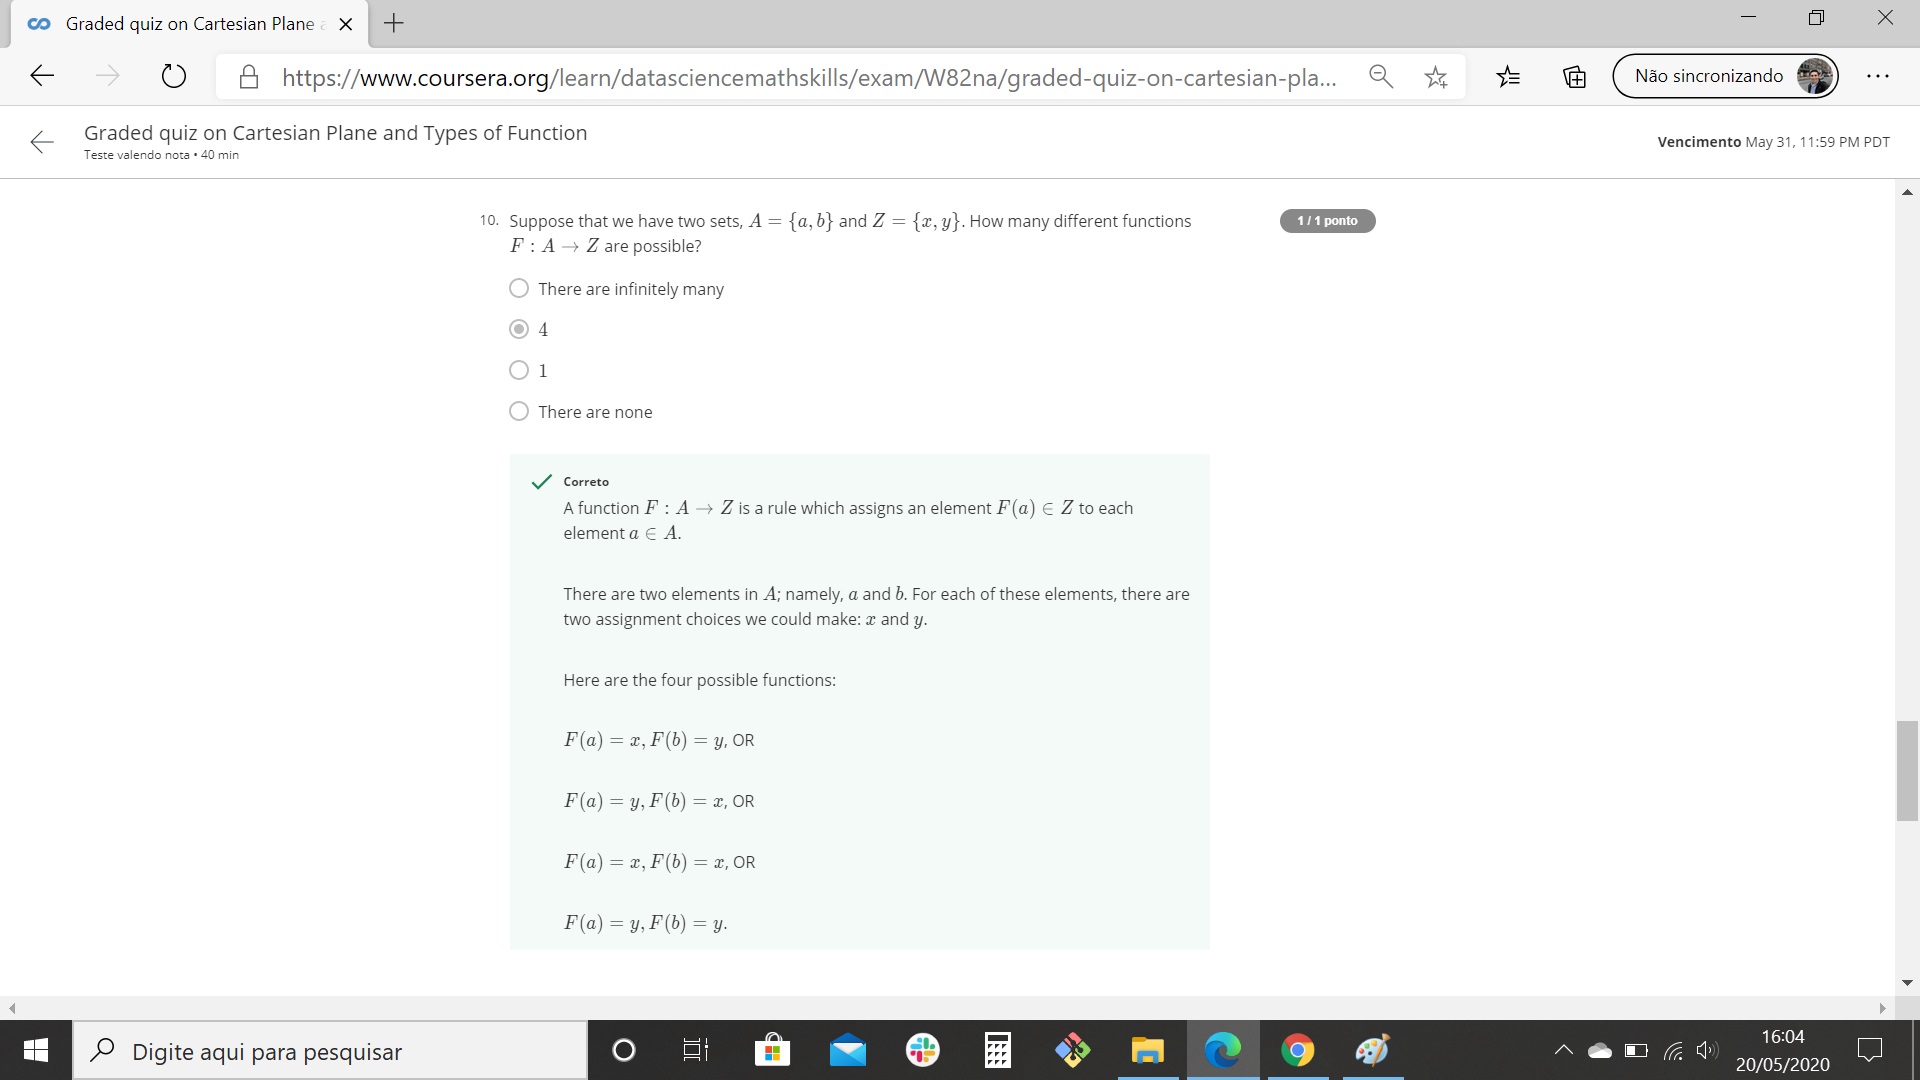 Graded quiz on Cartesian Plane a
https://www.coursera.org/learn/datasciencemathskills/exam/W82na/graded-quiz-on-cartesian-pla...
Não sincronizando
Graded quiz on Cartesian Plane and Types of Function
Teste valendo nota • 40 min
Vencimento May 31, 11:59 PM PDT
10. Suppose that we have two sets, A = {a, b} and Z = {x, y}. How many different functions
F : A → Z are possible?
1 / 1 ponto
There are infinitely many
4
1
There are none
Correto
A function F : A → Z is a rule which assigns an element F(a) ∈ Z to each
element a ∈ A.
There are two elements in A; namely, a and b. For each of these elements, there are
two assignment choices we could make: x and y.
Here are the four possible functions:
F(a) = x, F(b) = y, OR
F(a) = y, F(b) = x, OR
F(a) = x, F(b) = x, OR
F(a) = y, F(b) = y.
Digite aqui para pesquisar
16:04
20/05/2020